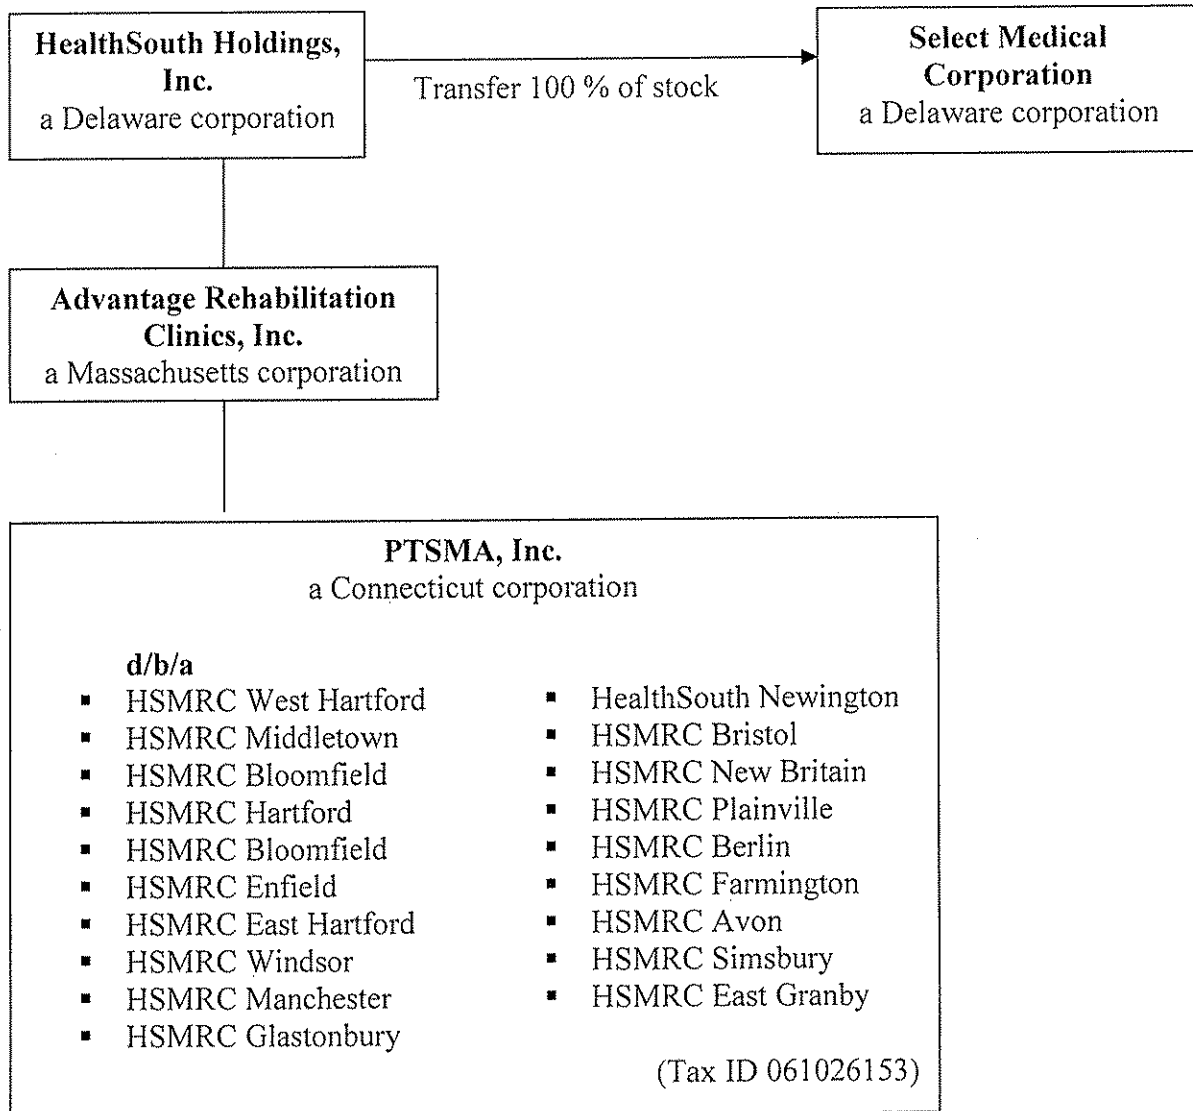 HealthSouth Holdings,
Inc.
a Delaware corporation
Transfer 100 % of stock
Select Medical
Corporation
a Delaware corporation
Advantage Rehabilitation
Clinics, Inc.
a Massachusetts corporation
PTSMA, Inc.
a Connecticut corporation
d/b/a
▪ HSMRC West Hartford
▪ HSMRC Middletown
▪ HSMRC Bloomfield
▪ HSMRC Hartford
▪ HSMRC Bloomfield
▪ HSMRC Enfield
▪ HSMRC East Hartford
▪ HSMRC Windsor
▪ HSMRC Manchester
▪ HSMRC Glastonbury
▪ HealthSouth Newington
▪ HSMRC Bristol
▪ HSMRC New Britain
▪ HSMRC Plainville
▪ HSMRC Berlin
▪ HSMRC Farmington
▪ HSMRC Avon
▪ HSMRC Simsbury
▪ HSMRC East Granby
(Tax ID 061026153)